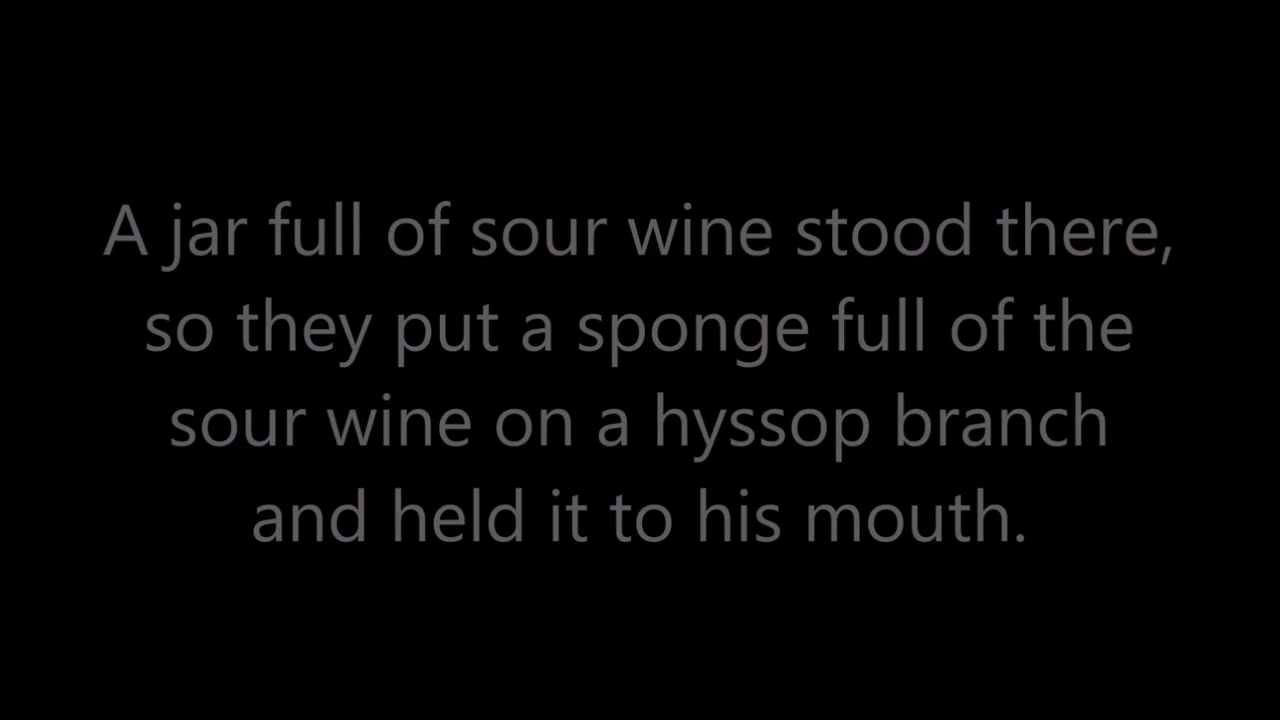 A jar full of sour wine stood there,
so they put a sponge full of the
sour wine on a hyssop branch
and held it to his mouth.